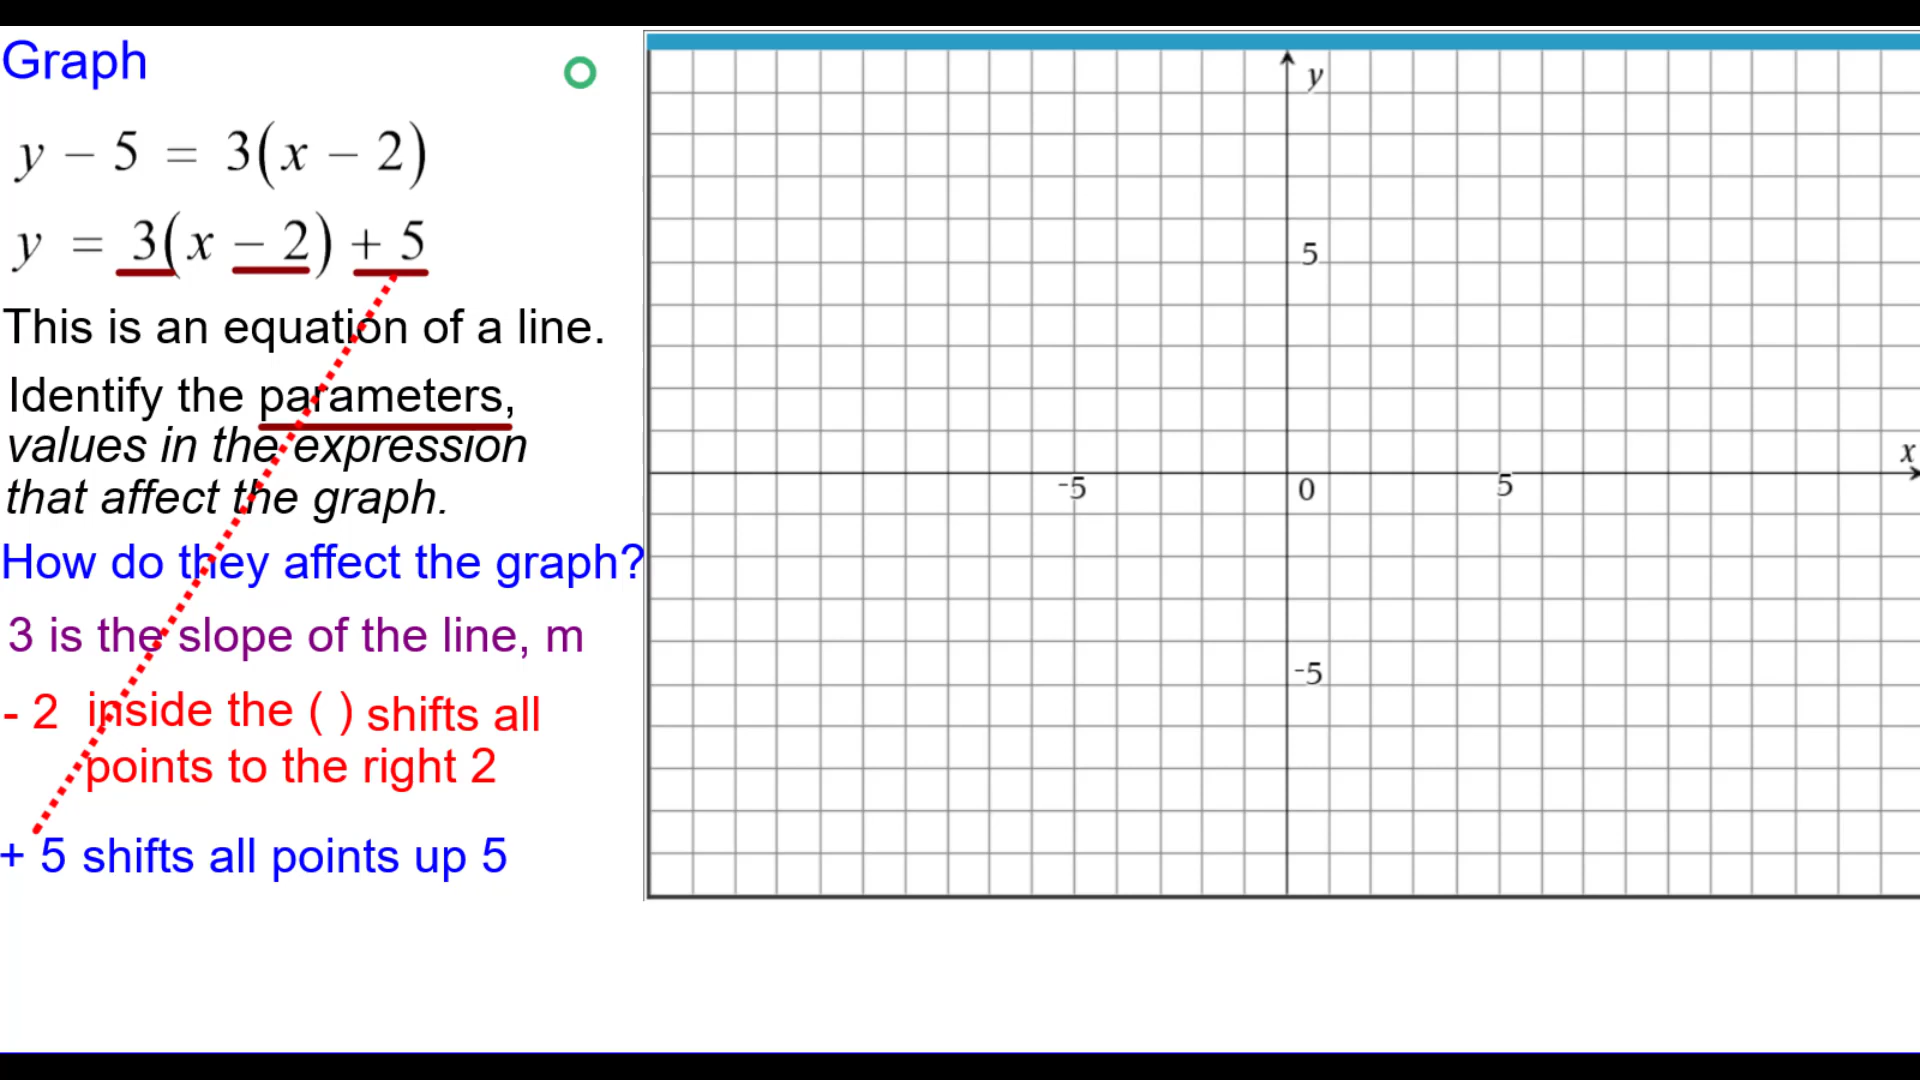 Graph
y − 5 = 3(x − 2)
y = 3(x − 2) + 5
This is an equation of a line.
Identify the parameters,
values in the expression
that affect the graph.
How do they affect the graph?
3 is the slope of the line, m
- 2 inside the ( ) shifts all
points to the right 2
+ 5 shifts all points up 5
y
5
x
-5 0 5
-5